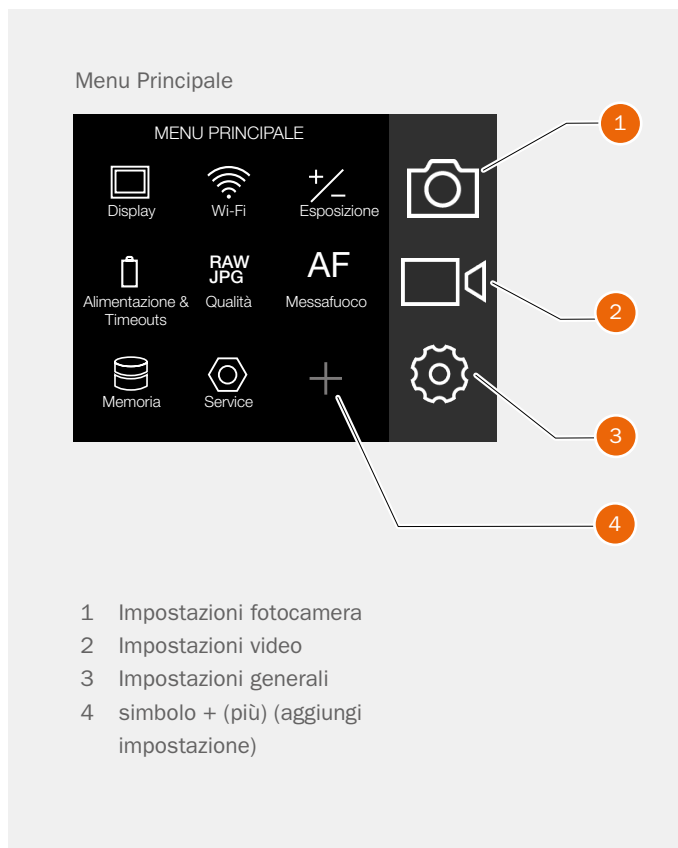 Menu Principale
MENU PRINCIPALE
Display
Wi-Fi
+/-
Esposizione
Alimentazione &
Timeouts
RAW
JPG
Qualità
AF
Messafuoco
Memoria
Service
+
1
2
3
4
1 Impostazioni fotocamera
2 Impostazioni video
3 Impostazioni generali
4 simbolo + (più) (aggiungi
impostazione)